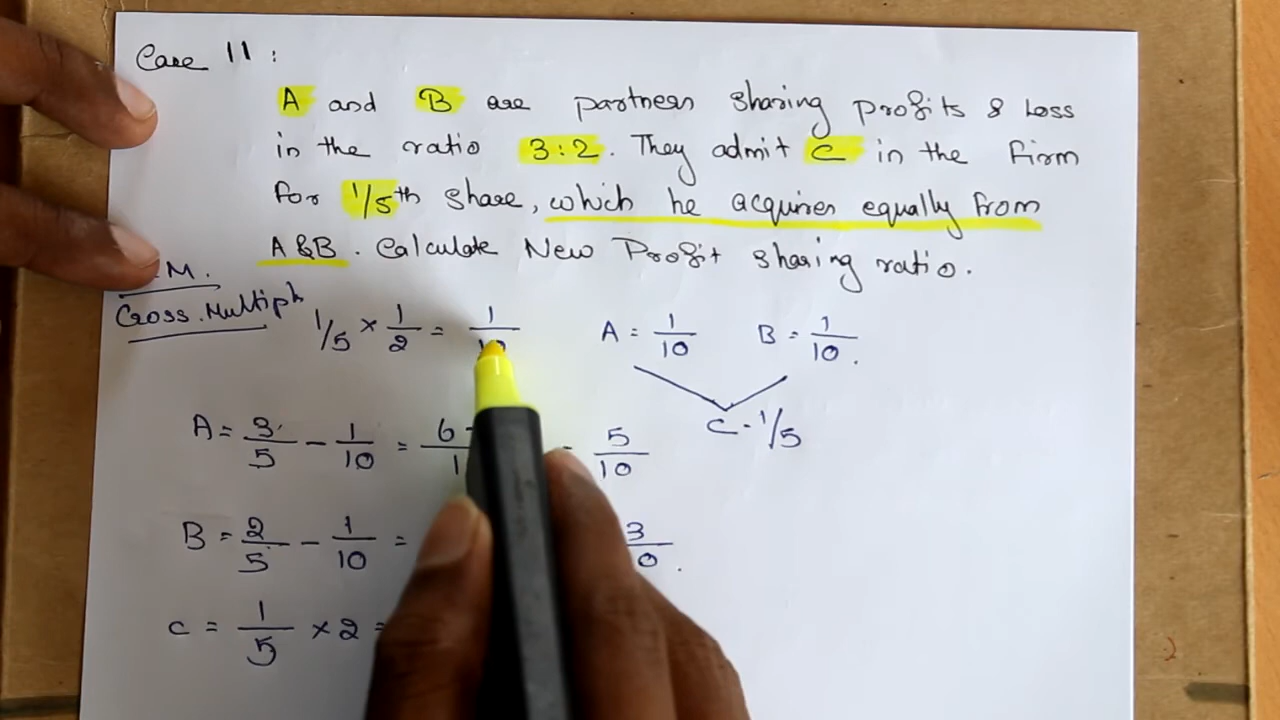 Case 11:
A and B are partners sharing profits & Loss
in the ratio 3:2. They admit C in the Firm
for 1/5th share, which he acquires equally from
A & B. Calculate New Profit sharing ratio.
.M.
Cross.Multiph
1/5 × 1/2 = 1/10 A = 1/10 B = 1/10.
C - 1/5
A = 3/5 - 1/10 = 6 = 5/10
B = 2/5 - 1/10 = 3/0.
C = 1/5 × 2 =